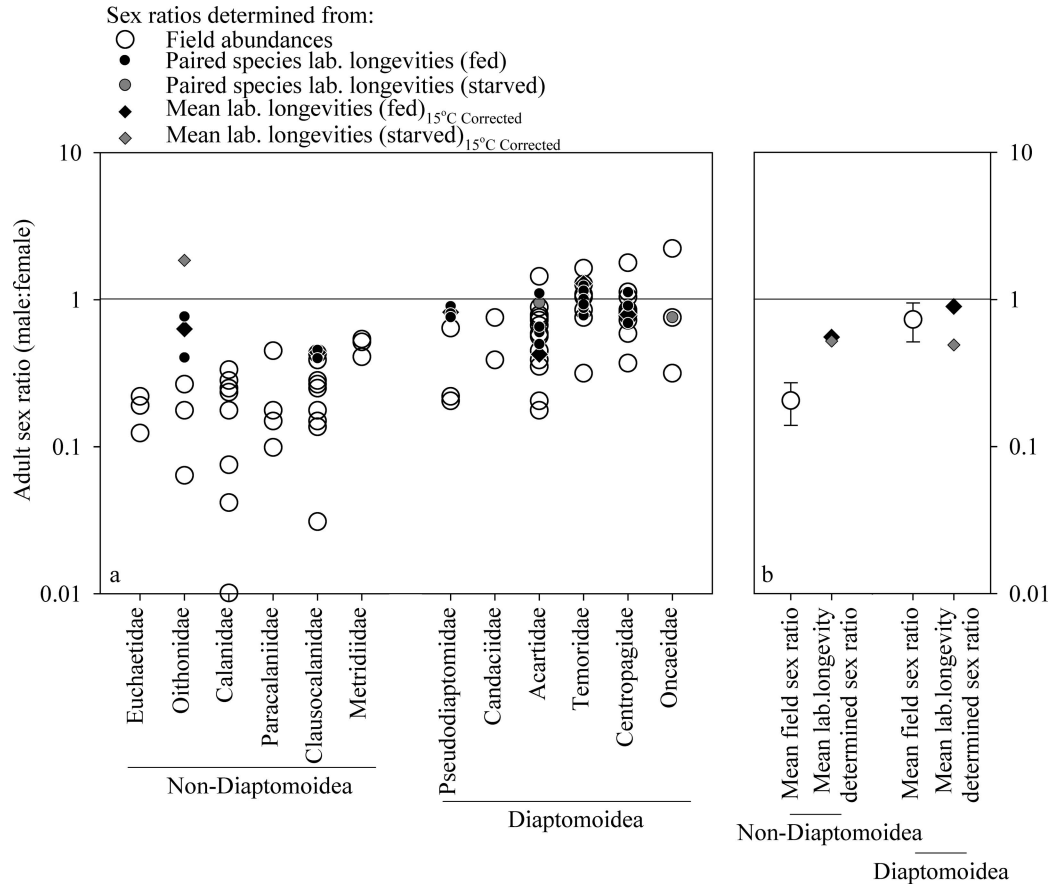 Sex ratios determined from:
Field abundances
Paired species lab. longevities (fed)
Paired species lab. longevities (starved)
Mean lab. longevities (fed)15°C Corrected
Mean lab. longevities (starved)15°C Corrected
Adult sex ratio (male:female)
10
1
0.1
0.01
a
Euchaetidae
Oithonidae
Calanidae
Paracalaniidae
Clausocalanidae
Metridiidae
Non-Diaptomoidea
Pseudodiaptomidae
Candaciidae
Acartidae
Temoridae
Centropagidae
Oncaeidae
Diaptomoidea
10
1
0.1
0.01
b
Mean field sex ratio
Mean lab.longevity
determined sex ratio
Mean field sex ratio
Mean lab.longevity
determined sex ratio
Non-Diaptomoidea
Diaptomoidea